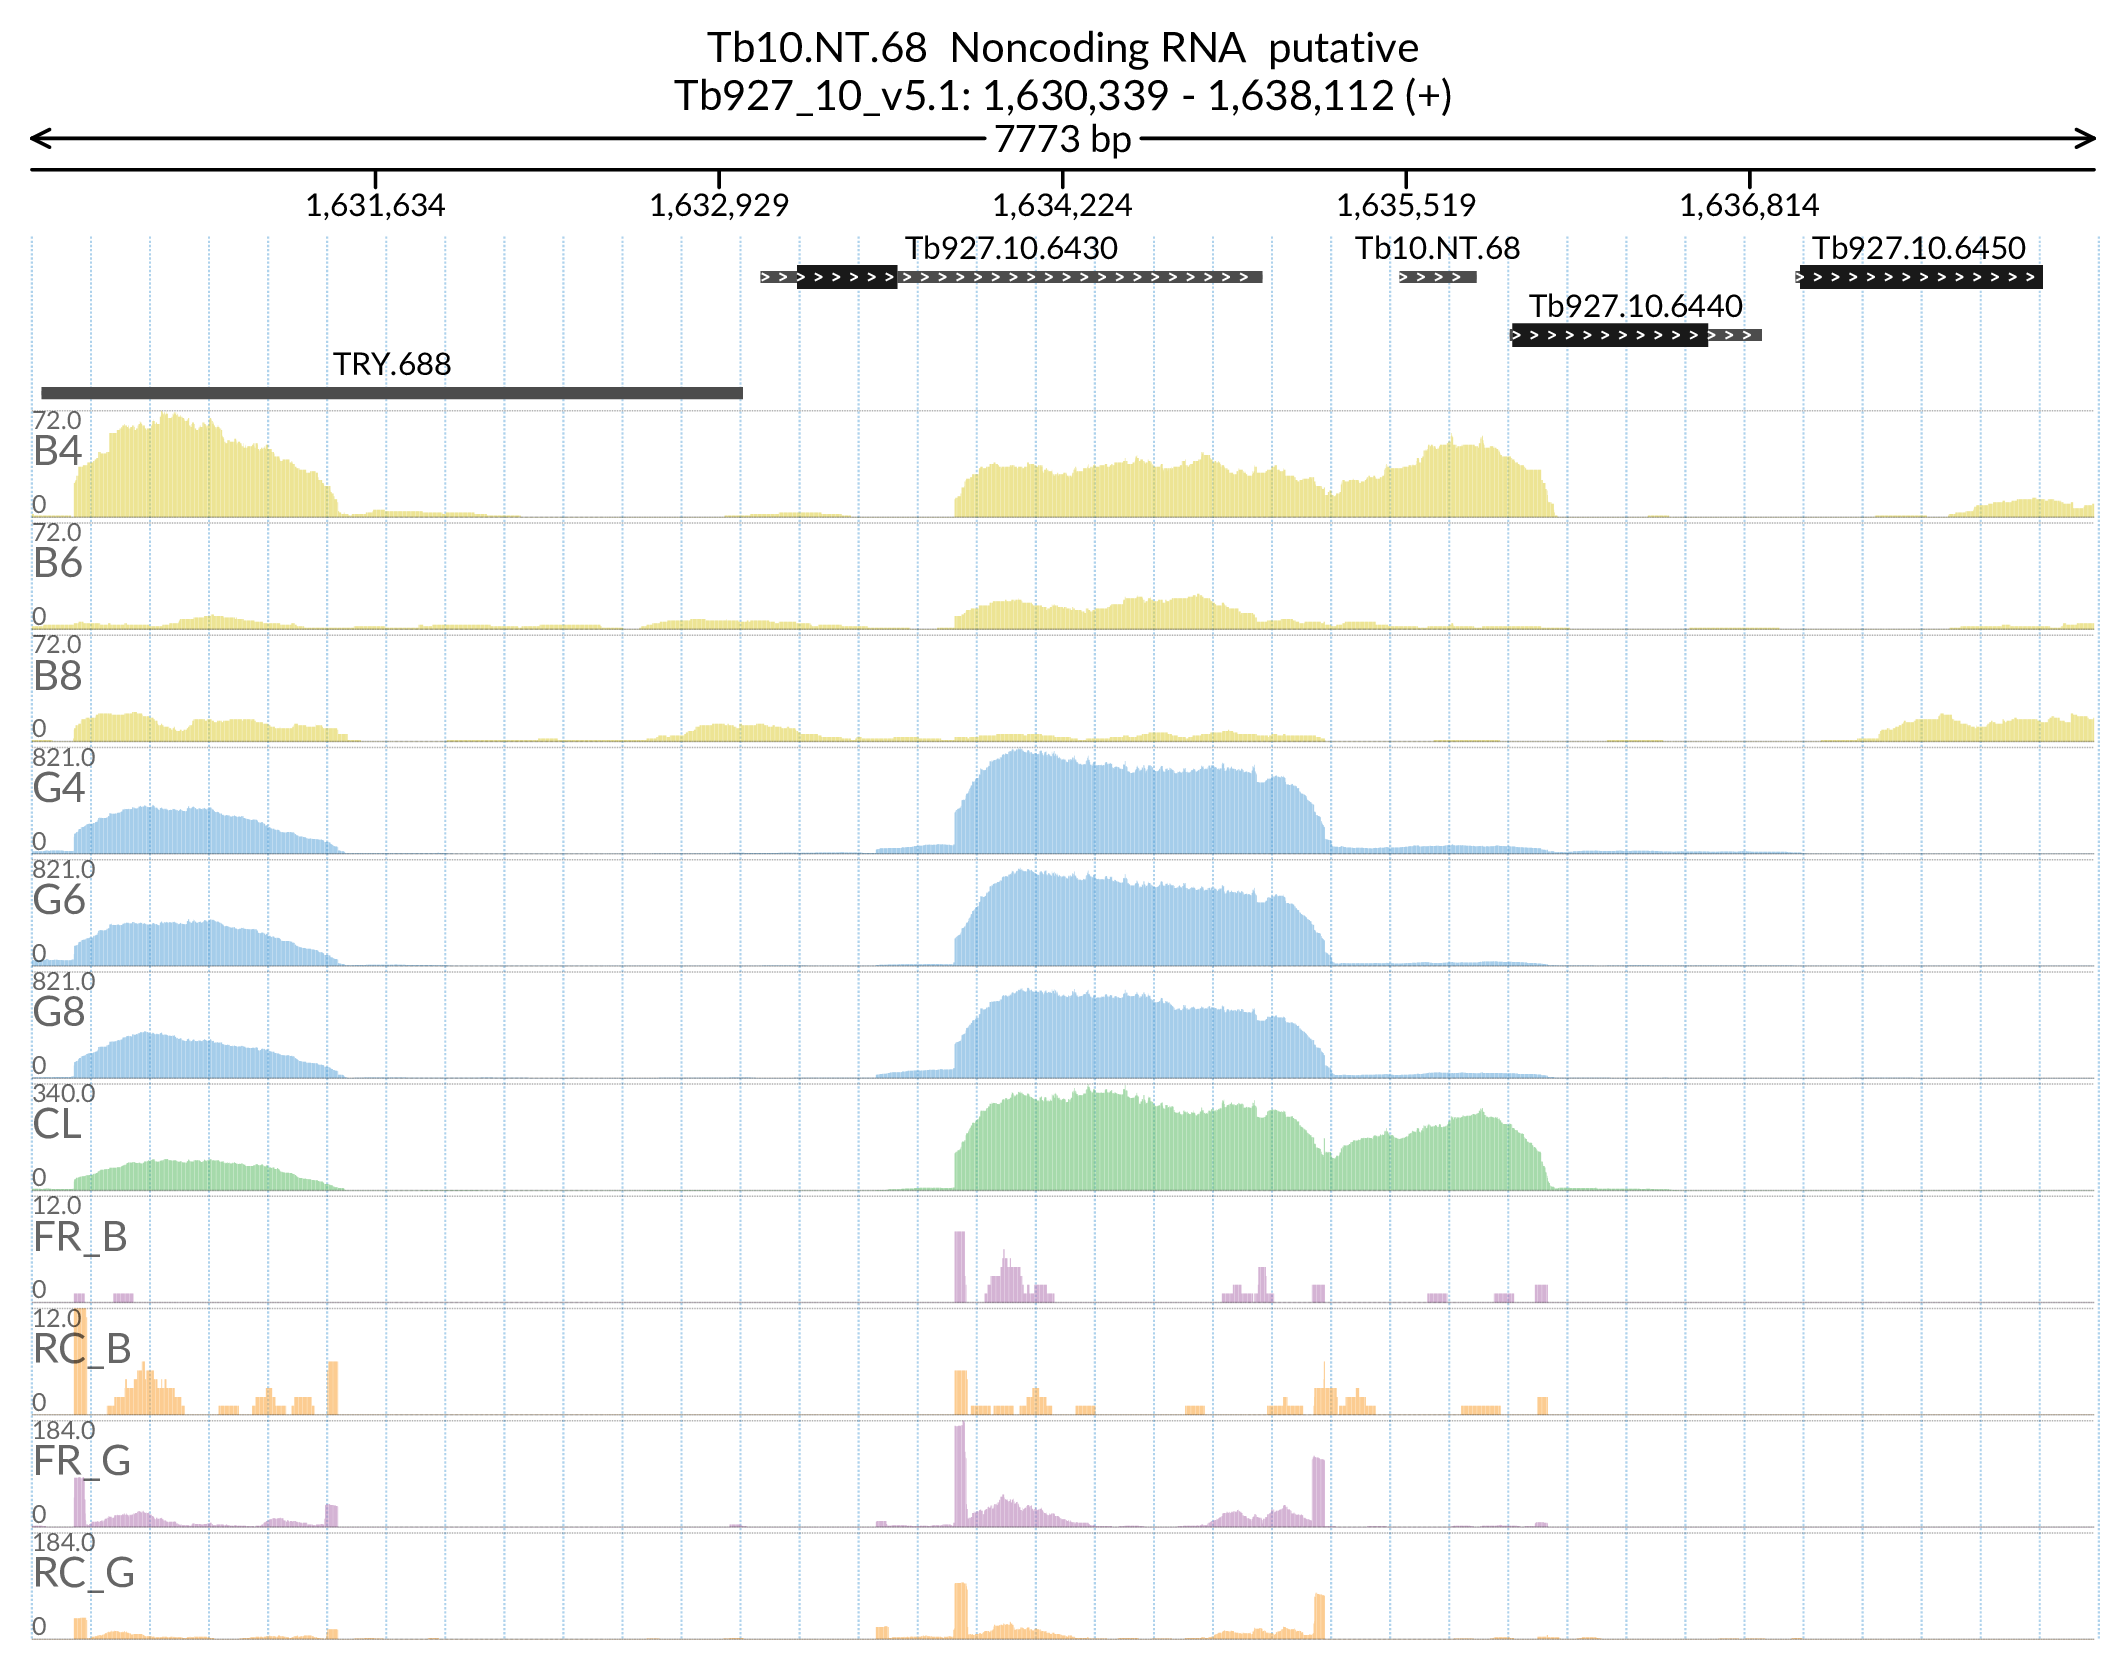 Tb10.NT.68  Noncoding RNA  putative
Tb927_10_v5.1: 1,630,339 - 1,638,112 (+)
7773 bp
1,631,634 1,632,929 1,634,224 1,635,519 1,636,814
Tb927.10.6430 Tb10.NT.68 Tb927.10.6450
Tb927.10.6440
TRY.688
72.0
B4
0
72.0
B6
0
72.0
B8
0
821.0
G4
0
821.0
G6
0
821.0
G8
0
340.0
CL
0
12.0
FR_B
0
12.0
RC_B
0
184.0
FR_G
0
184.0
RC_G
0